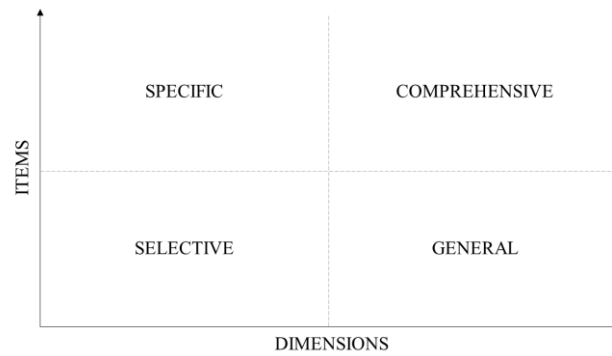 SPECIFIC
COMPREHENSIVE
ITEMS
SELECTIVE
GENERAL
DIMENSIONS